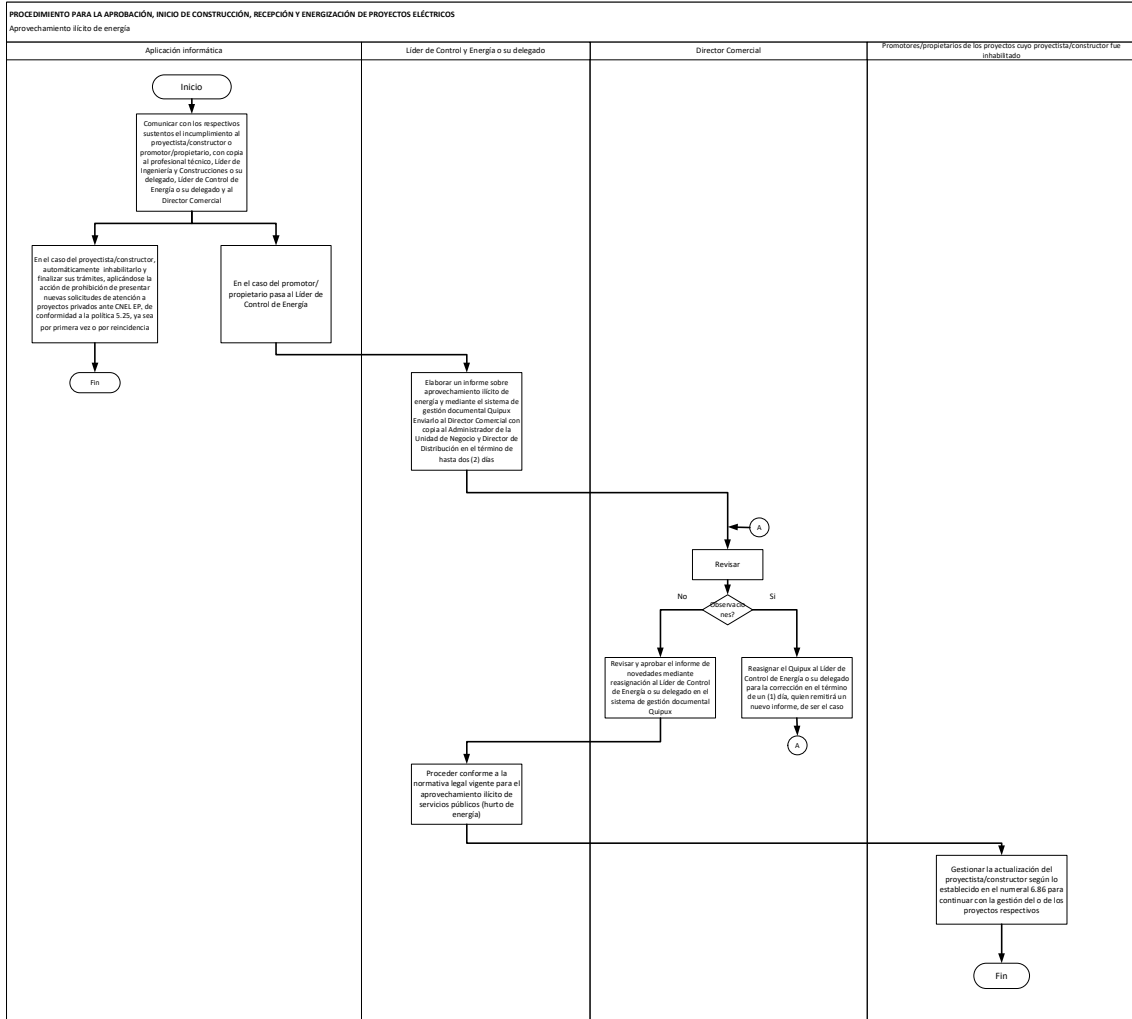 PROCEDIMIENTO PARA LA APROBACIÓN, INICIO DE CONSTRUCCIÓN, RECEPCIÓN Y ENERGIZACIÓN DE PROYECTOS ELÉCTRICOS
Aprovechamiento ilícito de energía
Aplicación informática
Líder de Control y Energía o su delegado
Director Comercial
Promotores/propietarios de los proyectos cuyo proyectista/constructor fue
inhabilitado
Inicio
Comunicar con los respectivos
sustentos el incumplimiento al
proyectista/constructor o
promotor/propietario, con copia
al profesional técnico, Líder de
Ingeniería y Construcciones o su
delegado, Líder de Control de
Energía o su delegado y al
Director Comercial
En el caso del proyectista/constructor,
automáticamente inhabilitarlo y
finalizar sus trámites, aplicándose la
acción de prohibición de presentar
nuevas solicitudes de atención a
proyectos privados ante CNEL EP, de
conformidad a la política 5.25, ya sea
por primera vez o por reincidencia
En el caso del promotor/
propietario pasa al Líder de
Control de Energía
Fin
Elaborar un informe sobre
aprovechamiento ilícito de
energía y mediante el sistema de
gestión documental Quipux
Enviarlo al Director Comercial con
copia al Administrador de la
Unidad de Negocio y Director de
Distribución en el término de
hasta dos (2) días
A
Revisar
No
Observacio
nes?
Si
Revisar y aprobar el informe de
novedades mediante
reasignación al Líder de Control
de Energía o su delegado en el
sistema de gestión documental
Quipux
Reasignar el Quipux al Líder de
Control de Energía o su delegado
para la corrección en el término
de un (1) día, quien remitirá un
nuevo informe, de ser el caso
A
Proceder conforme a la
normativa legal vigente para el
aprovechamiento ilícito de
servicios públicos (hurto de
energía)
Gestionar la actualización del
proyectista/constructor según lo
establecido en el numeral 6.86 para
continuar con la gestión del o de los
proyectos respectivos
Fin